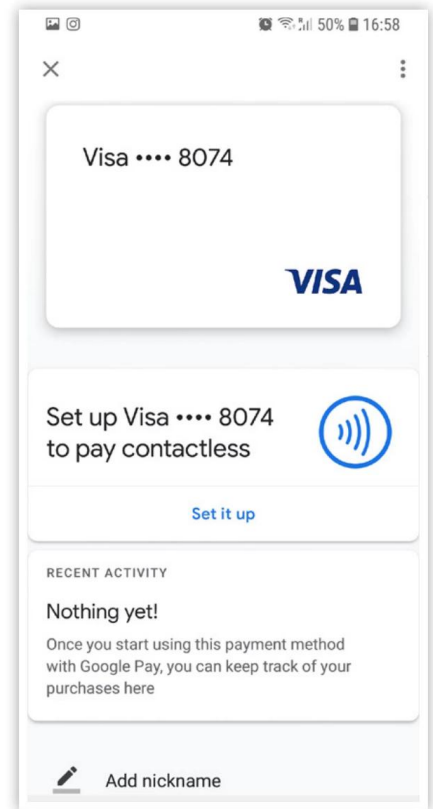 50% 16:58
Visa •••• 8074
VISA
Set up Visa •••• 8074
to pay contactless
Set it up
RECENT ACTIVITY
Nothing yet!
Once you start using this payment method
with Google Pay, you can keep track of your
purchases here
Add nickname